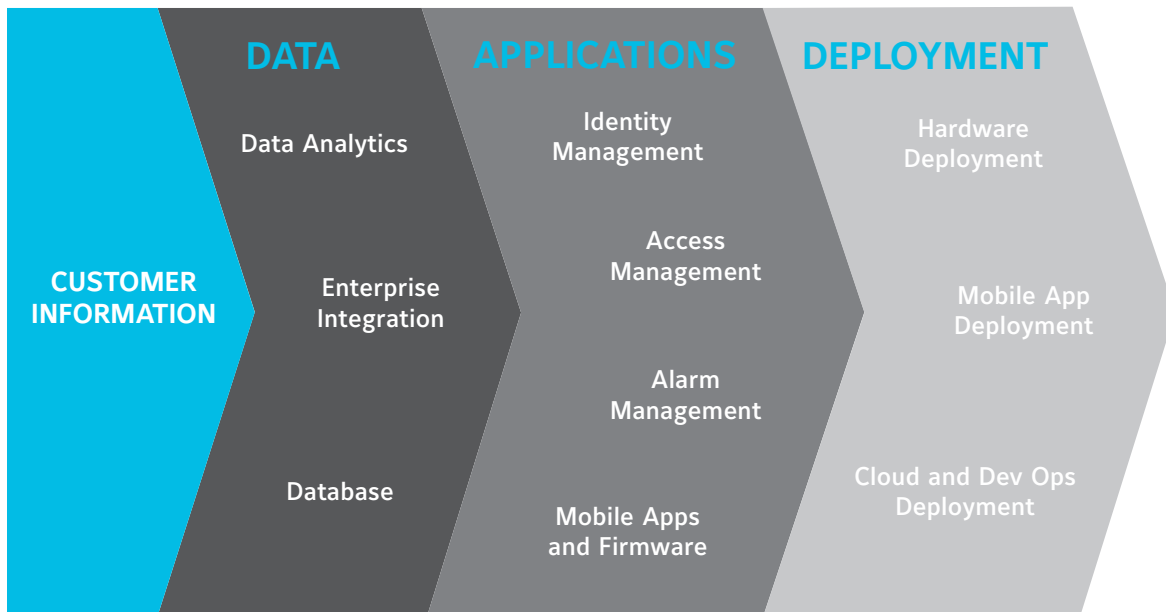 CUSTOMER
INFORMATION
DATA
Data Analytics
Enterprise
Integration
Database
APPLICATIONS
Identity
Management
Access
Management
Alarm
Management
Mobile Apps
and Firmware
DEPLOYMENT
Hardware
Deployment
Mobile App
Deployment
Cloud and Dev Ops
Deployment